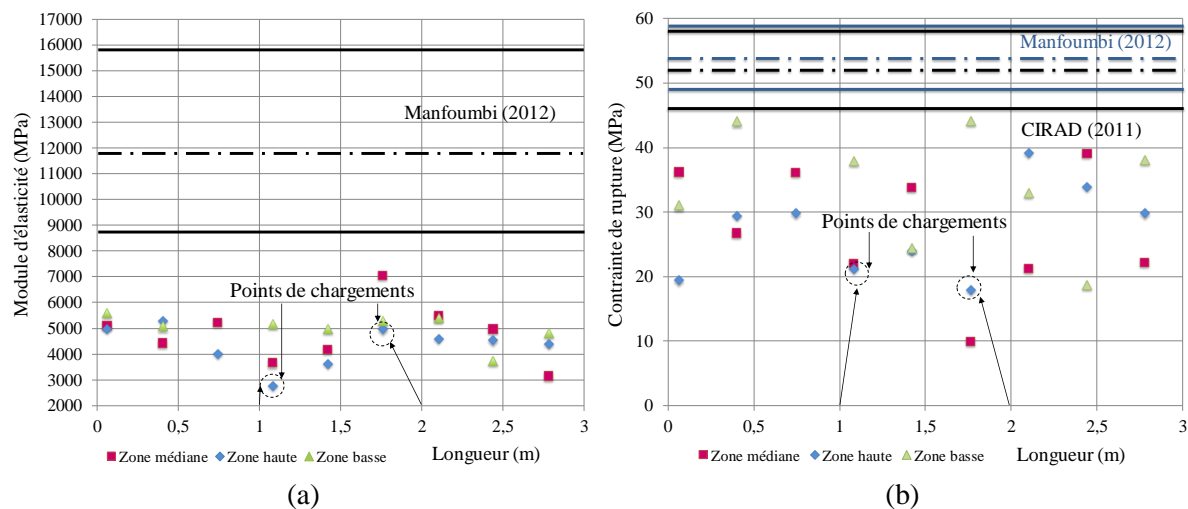 17000
16000
15000
14000
13000
12000
11000
10000
9000
8000
7000
6000
5000
4000
3000
2000
Module d'élasticité (MPa)
Manfoumbi (2012)
Points de chargements
0
0,5
1
1,5
2
2,5
3
Longueur (m)
Zone médiane
Zone haute
Zone basse
(a)
60
50
40
30
20
10
0
Contrainte de rupture (MPa)
Manfoumbi (2012)
CIRAD (2011)
Points de chargements
0
0,5
1
1,5
2
2,5
3
Longueur (m)
Zone médiane
Zone haute
Zone basse
(b)